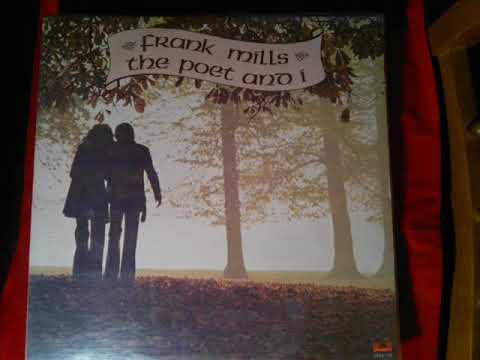 frank mills
the poet and i